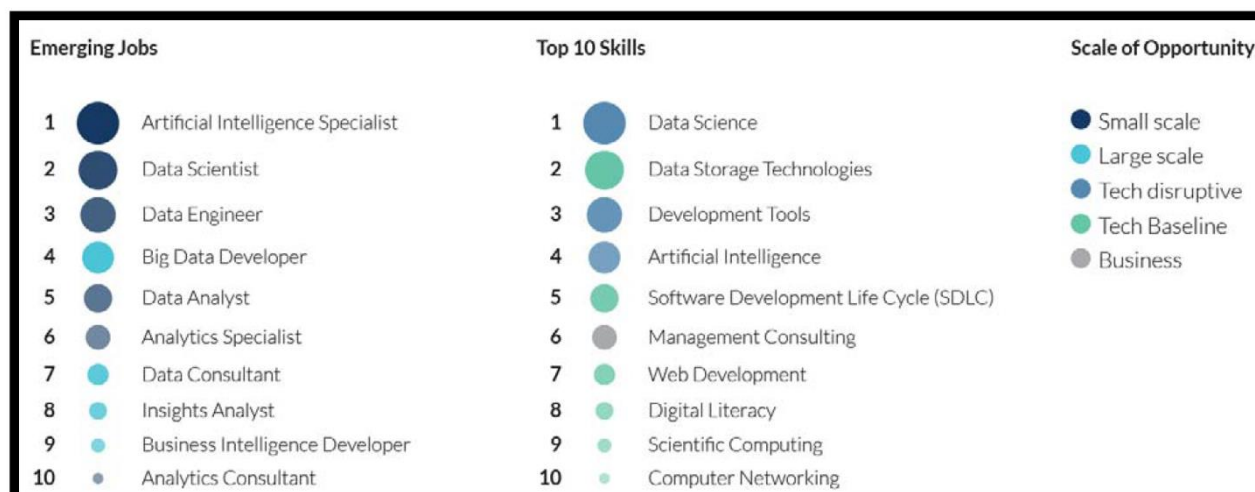 Emerging Jobs
1 Artificial Intelligence Specialist
2 Data Scientist
3 Data Engineer
4 Big Data Developer
5 Data Analyst
6 Analytics Specialist
7 Data Consultant
8 Insights Analyst
9 Business Intelligence Developer
10 Analytics Consultant
Top 10 Skills
1 Data Science
2 Data Storage Technologies
3 Development Tools
4 Artificial Intelligence
5 Software Development Life Cycle (SDLC)
6 Management Consulting
7 Web Development
8 Digital Literacy
9 Scientific Computing
10 Computer Networking
Scale of Opportunity
Small scale
Large scale
Tech disruptive
Tech Baseline
Business